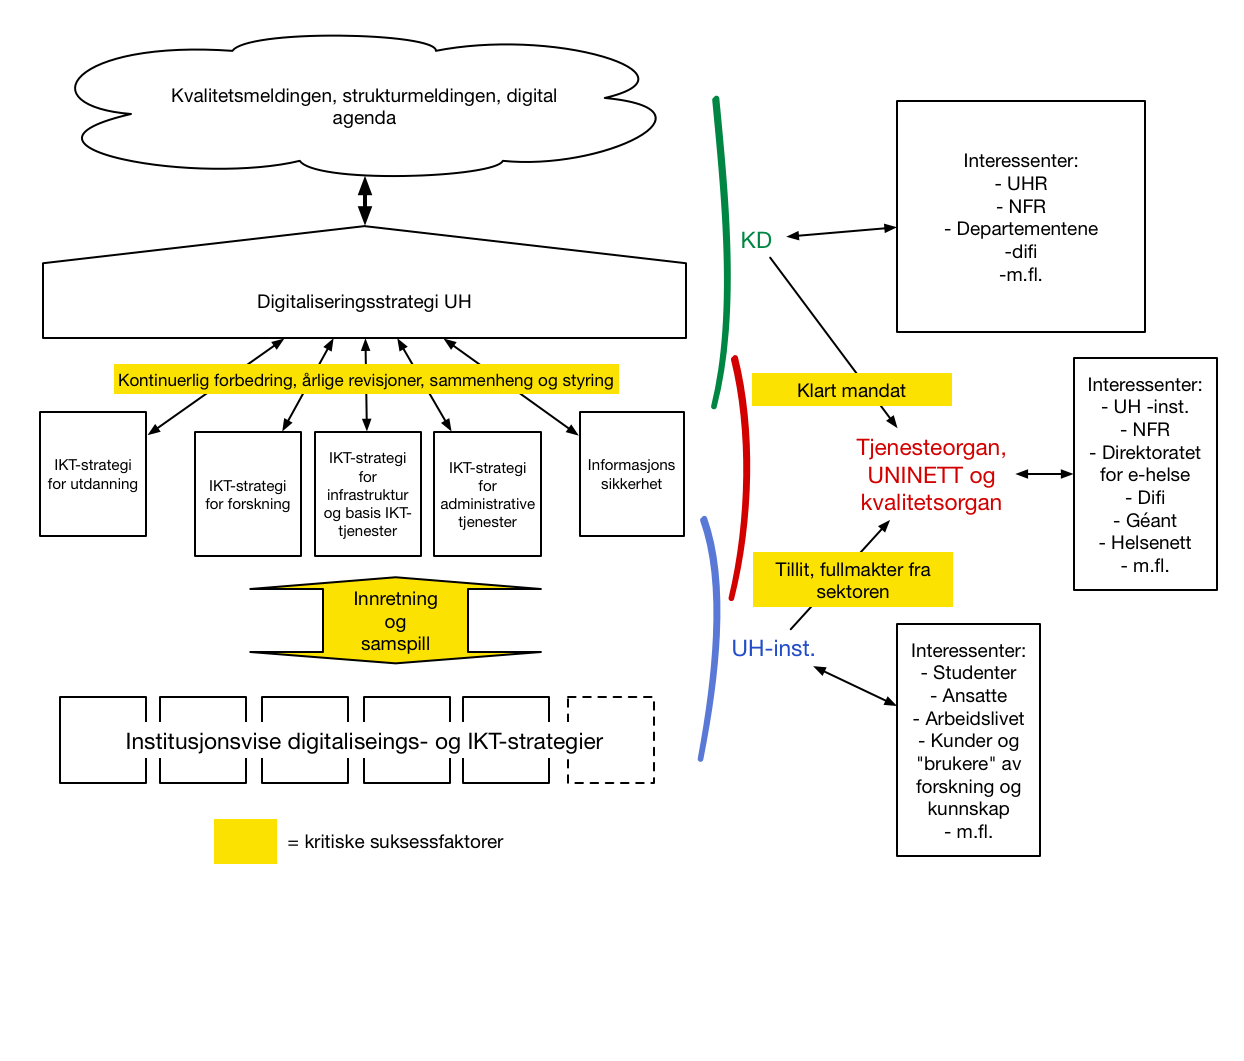 Kvalitetsmeldingen, strukturmeldingen, digital
agenda
Digitaliseringsstrategi UH
Kontinuerlig forbedring, årlige revisjoner, sammenheng og styring
IKT-strategi
for utdanning
IKT-strategi
for forskning
IKT-strategi
for
infrastruktur
og basis IKT-
tjenester
IKT-strategi
for
administrative
tjenester
Informasjons
sikkerhet
Innretning
og
samspill
Institusjonsvise digitaliseings- og IKT-strategier
= kritiske suksessfaktorer
KD
Interessenter:
- UHR
- NFR
- Departementene
-difi
-m.fl.
Klart mandat
Tjenesteorgan,
UNINETT og
kvalitetsorgan
Interessenter:
- UH -inst.
- NFR
- Direktoratet
for e-helse
- Difi
- Géant
- Helsenett
- m.fl.
Tillit, fullmakter fra
sektoren
UH-inst.
Interessenter:
- Studenter
- Ansatte
- Arbeidslivet
- Kunder og
"brukere" av
forskning og
kunnskap
- m.fl.